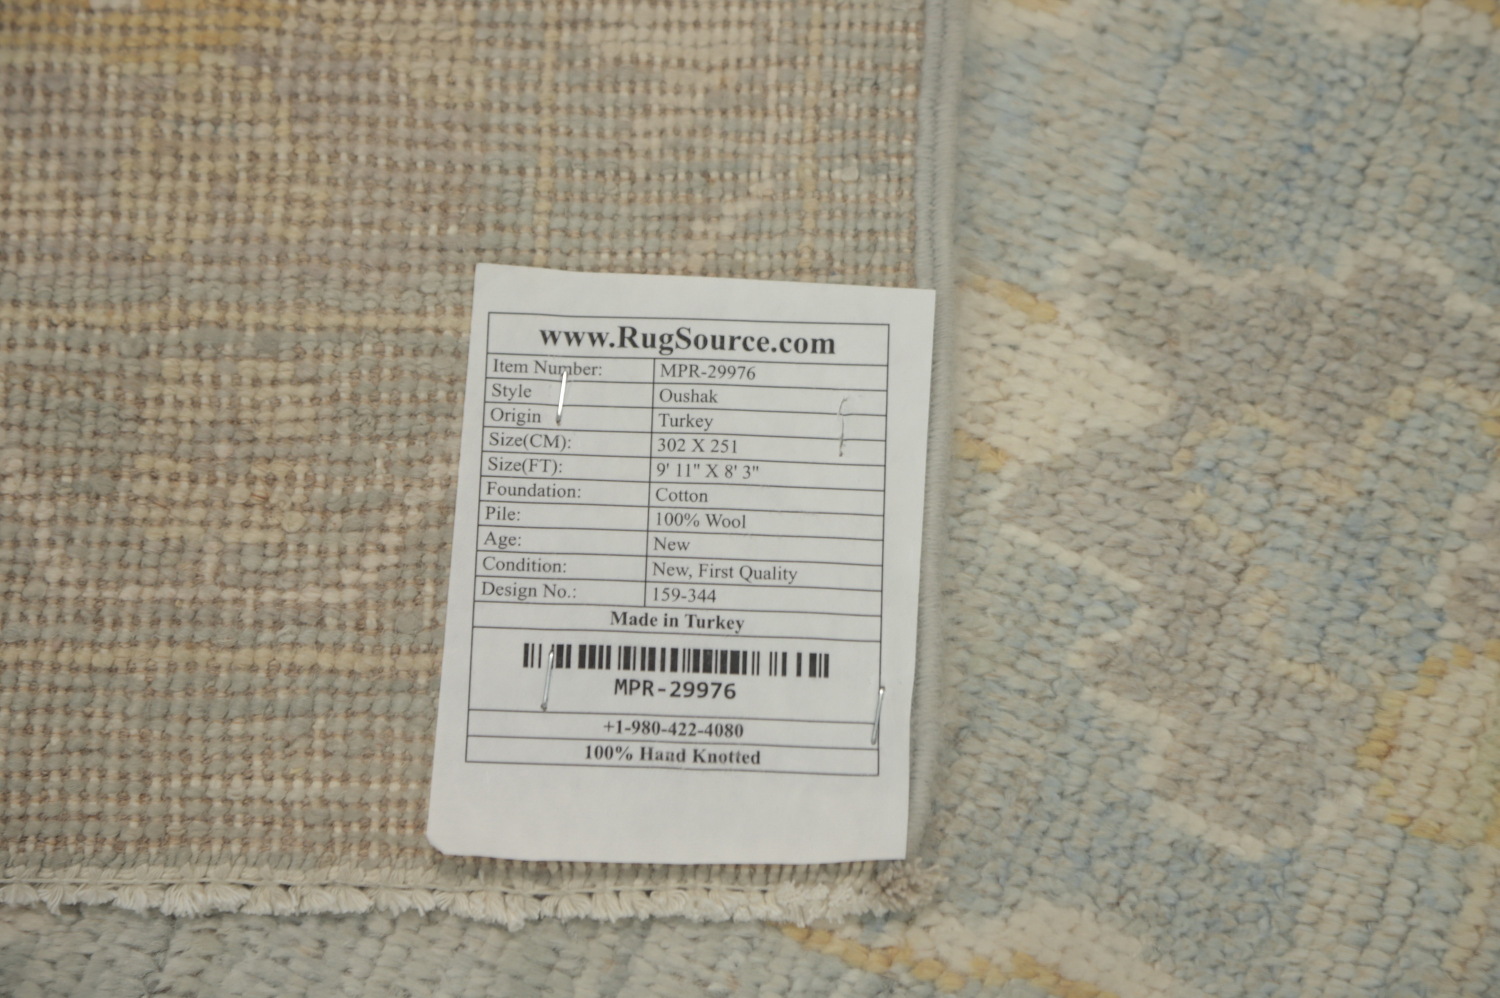 www.RugSource.com
Item Number: MPR-29976
Style Oushak
Origin Turkey
Size(CM): 302 X 251
Size(FT): 9' 11" X 8' 3"
Foundation: Cotton
Pile: 100% Wool
Age: New
Condition: New, First Quality
Design No.: 159-344
Made in Turkey
MPR-29976
+1-980-422-4080
100% Hand Knotted